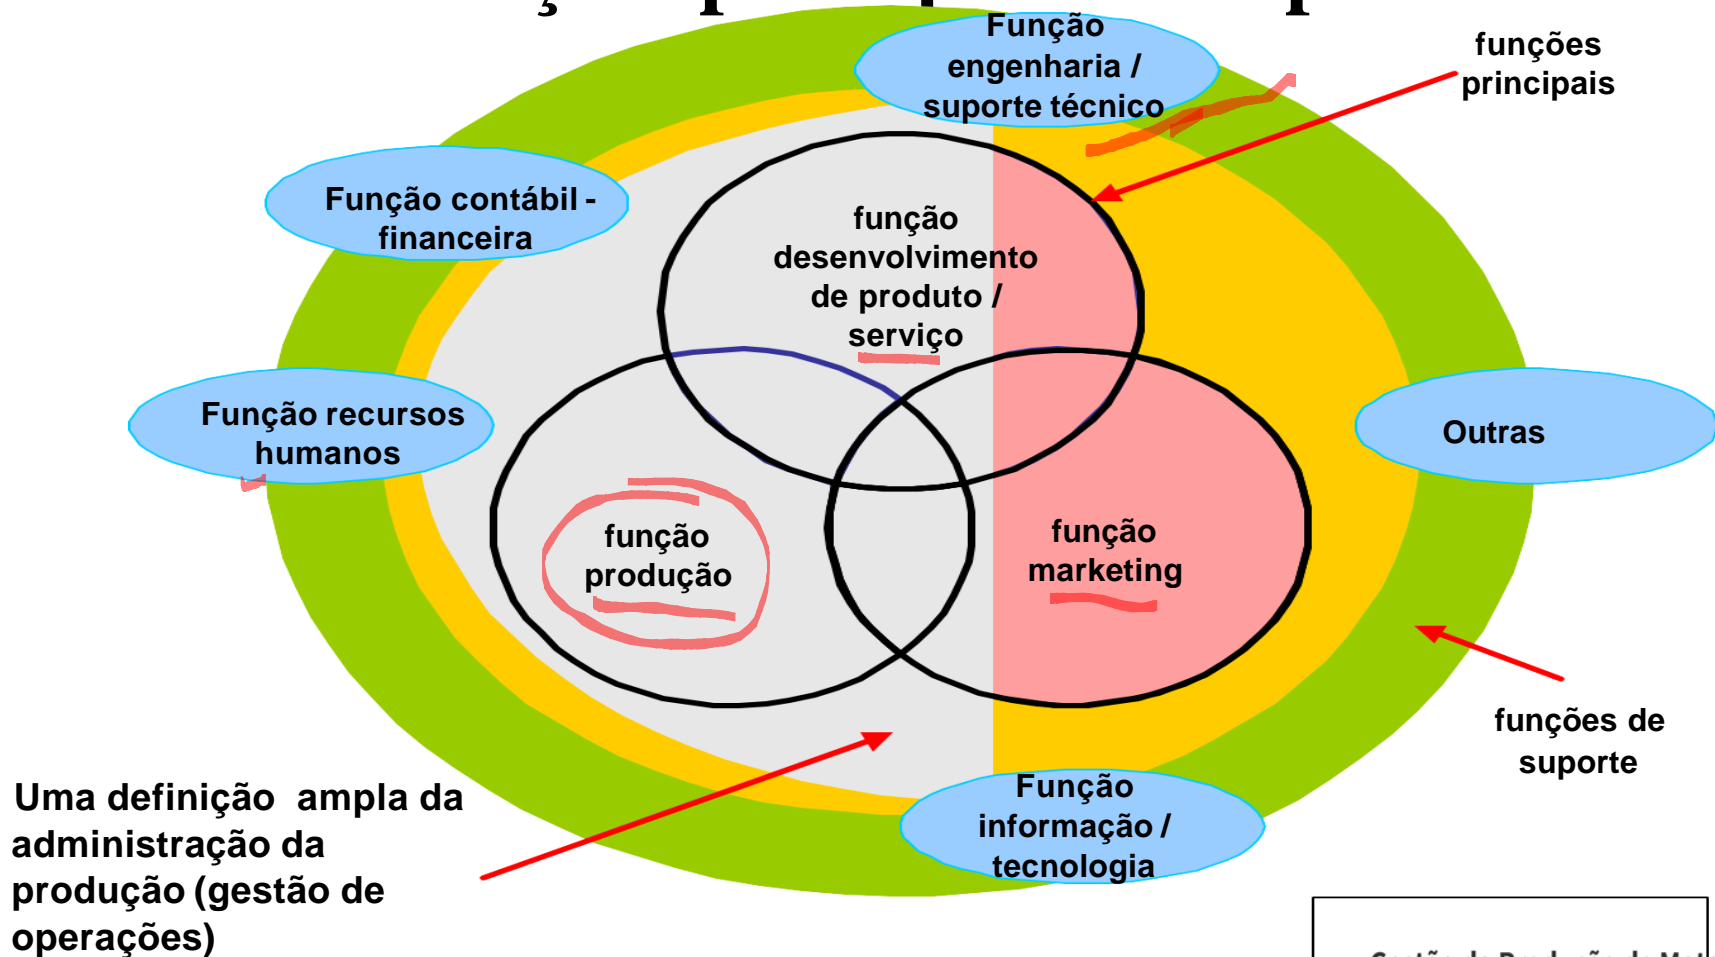 Função
engenharia /
suporte técnico
funções
principais
Função contábil -
financeira
função
desenvolvimento
de produto /
serviço
Função recursos
humanos
Outras
função
produção
função
marketing
funções de
suporte
Uma definição ampla da
administração da
produção (gestão de
operações)
Função
informação /
tecnologia